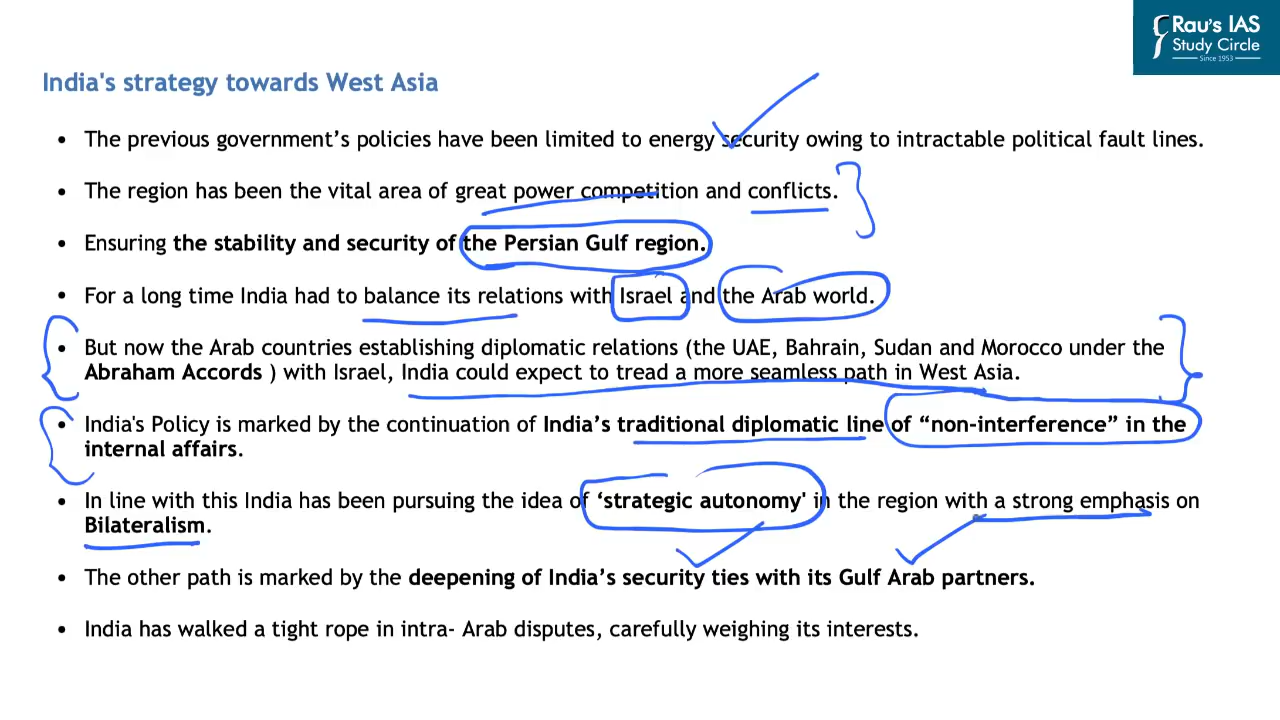 Rau's IAS
Study Circle
Since 1953
India's strategy towards West Asia
• The previous government's policies have been limited to energy security owing to intractable political fault lines.
• The region has been the vital area of great power competition and conflicts.
• Ensuring the stability and security of the Persian Gulf region.
• For a long time India had to balance its relations with Israel and the Arab world.
• But now the Arab countries establishing diplomatic relations (the UAE, Bahrain, Sudan and Morocco under the
Abraham Accords ) with Israel, India could expect to tread a more seamless path in West Asia.
• India's Policy is marked by the continuation of India's traditional diplomatic line of “non-interference” in the
internal affairs.
• In line with this India has been pursuing the idea of ‘strategic autonomy' in the region with a strong emphasis on
Bilateralism.
• The other path is marked by the deepening of India's security ties with its Gulf Arab partners.
• India has walked a tight rope in intra- Arab disputes, carefully weighing its interests.